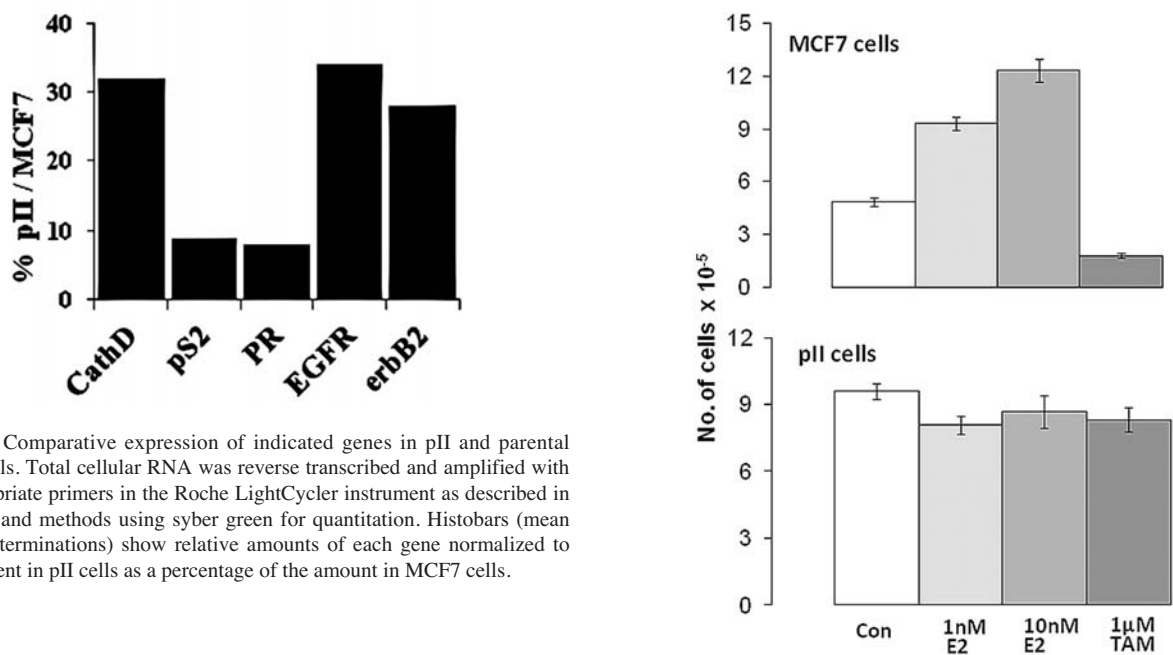 40
30
20
10
0
% pII / MCF7
CathD
pS2
PR
EGFR
erbB2
Comparative expression of indicated genes in pII and parental
ls. Total cellular RNA was reverse transcribed and amplified with
priate primers in the Roche LightCycler instrument as described in
and methods using syber green for quantitation. Histobars (mean
terminations) show relative amounts of each gene normalized to
ent in pII cells as a percentage of the amount in MCF7 cells.
15
12
9
6
3
0
MCF7 cells
No. of cells x 10-5
12
9
6
3
0
pII cells
Con
1nM
E2
10nM
E2
1μM
TAM